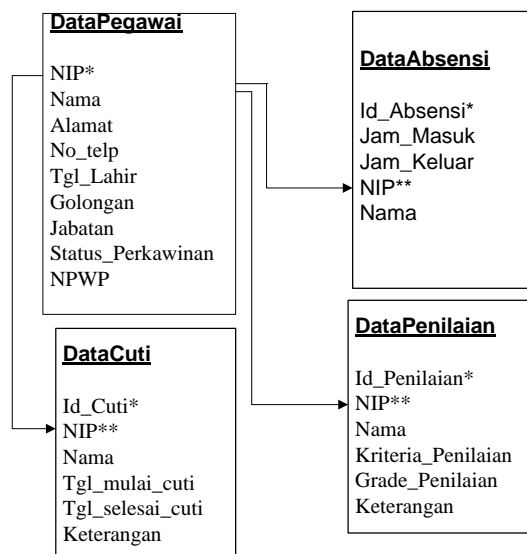 DataPegawai
NIP*
Nama
Alamat
No_telp
Tgl_Lahir
Golongan
Jabatan
Status_Perkawinan
NPWP
DataAbsensi
Id_Absensi*
Jam_Masuk
Jam_Keluar
NIP**
Nama
DataCuti
Id_Cuti*
NIP**
Nama
Tgl_mulai_cuti
Tgl_selesai_cuti
Keterangan
DataPenilaian
Id_Penilaian*
NIP**
Nama
Kriteria_Penilaian
Grade_Penilaian
Keterangan